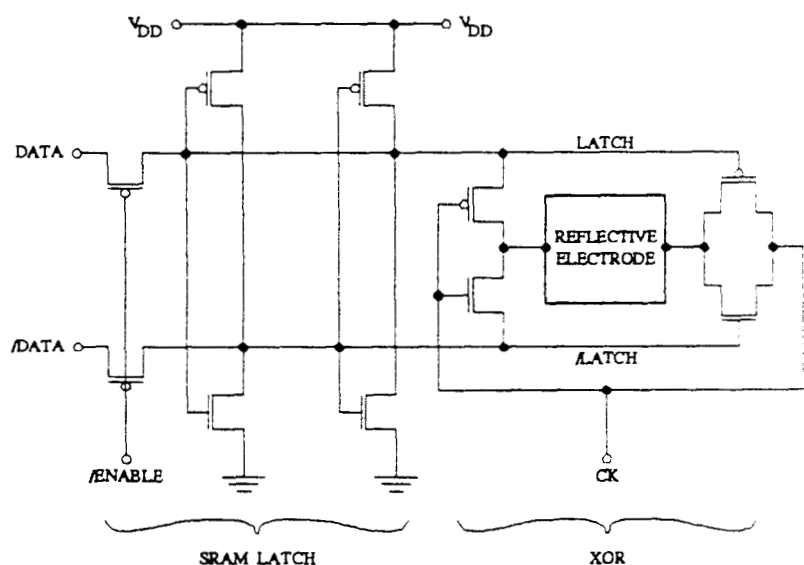 VDD VDD
DATA LATCH
REFLECTIVE
ELECTRODE
/DATA /LATCH
/ENABLE CK
SRAM LATCH XOR